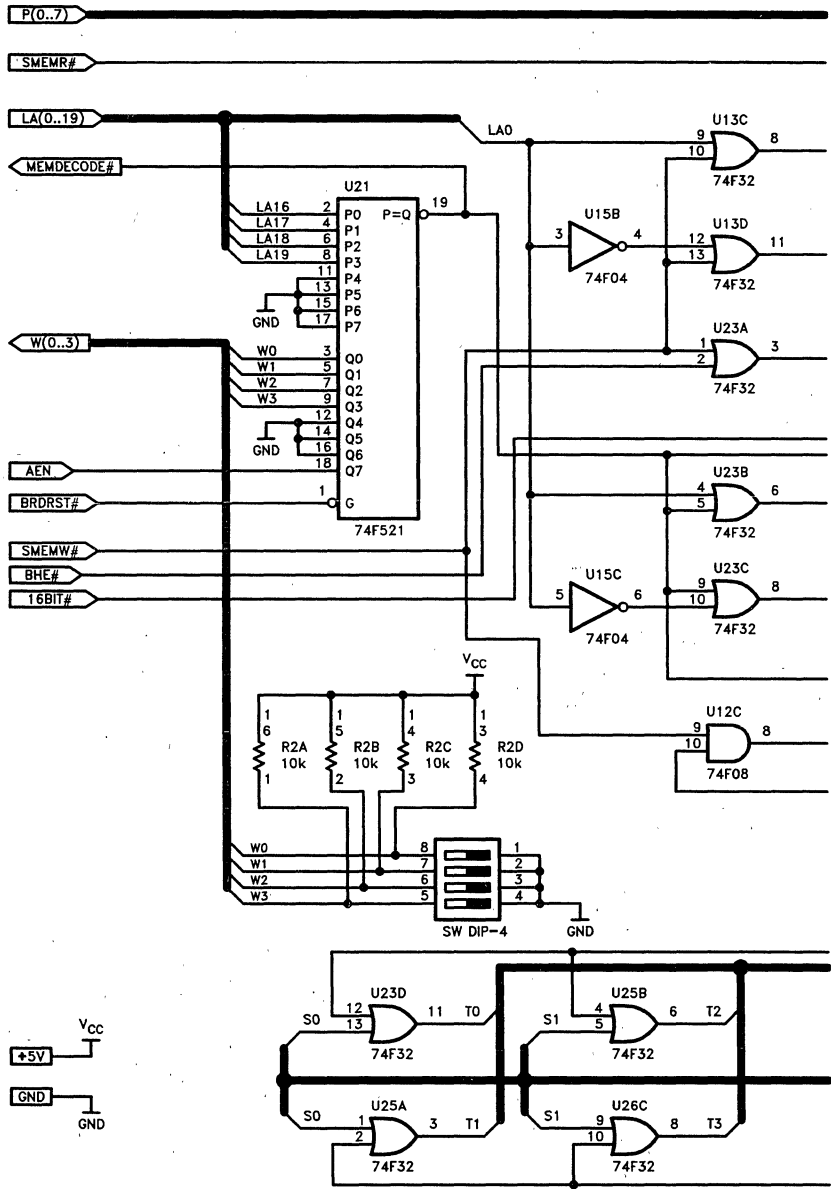 P(0..7)
SMEMR#
LA(0..19)
LA0
U13C
9
10
8
74F32
MEMDECODE#
U21
19
LA16 2 P0 P=Q
LA17 4 P1
LA18 6 P2
LA19 8 P3
11 P4
13 P5
15 P6
17 P7
GND
U15B
3 4
74F04
U13D
12
13
11
74F32
W(0..3)
W0 3 Q0
W1 5 Q1
W2 7 Q2
W3 9 Q3
12 Q4
14 Q5
16 Q6
18 Q7
GND
U23A
1
2
3
74F32
AEN
BRDRST#
1 G
74F521
U23B
4
5
6
74F32
SMEMW#
BHE#
16BIT#
U15C
5 6
74F04
U23C
9
10
8
74F32
VCC
1 1 1 1
6 5 4 3
R2A R2B R2C R2D
10k 10k 10k 10k
1 2 3 4
U12C
9
10
8
74F08
W0 8 1
W1 7 2
W2 6 3
W3 5 4
SW DIP-4
GND
U23D
S0 12
13
11 T0
74F32
U25B
S1 4
5
6 T2
74F32
VCC
+5V
GND
GND
U25A
S0 1
2
3 T1
74F32
U26C
S1 9
10
8 T3
74F32